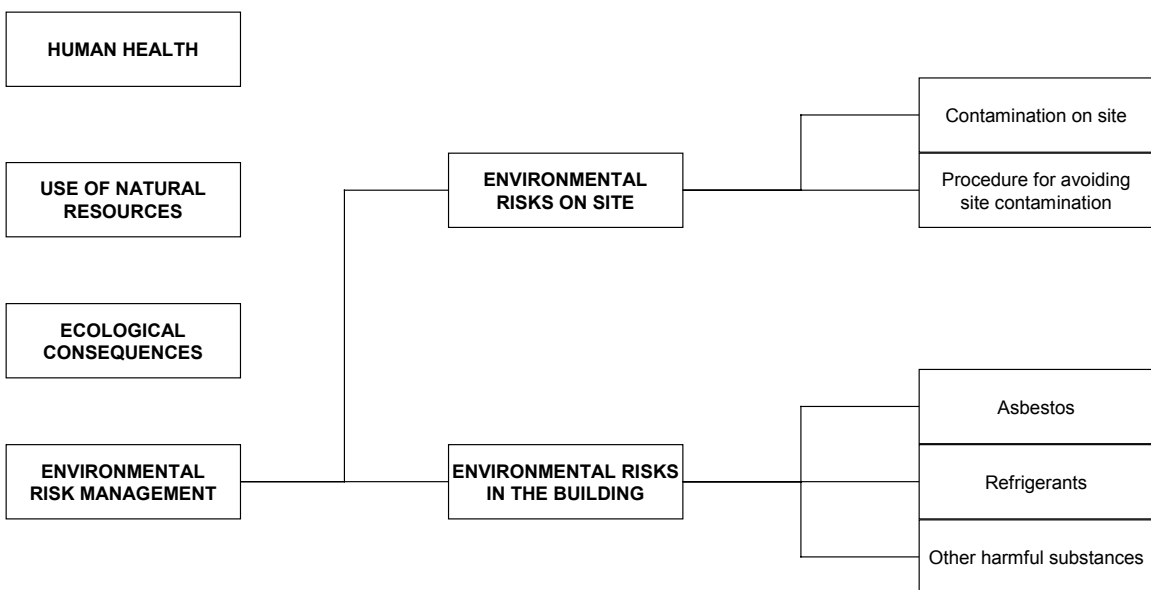 HUMAN HEALTH
USE OF NATURAL
RESOURCES
ECOLOGICAL
CONSEQUENCES
ENVIRONMENTAL
RISK MANAGEMENT
ENVIRONMENTAL
RISKS ON SITE
ENVIRONMENTAL RISKS
IN THE BUILDING
Contamination on site
Procedure for avoiding
site contamination
Asbestos
Refrigerants
Other harmful substances